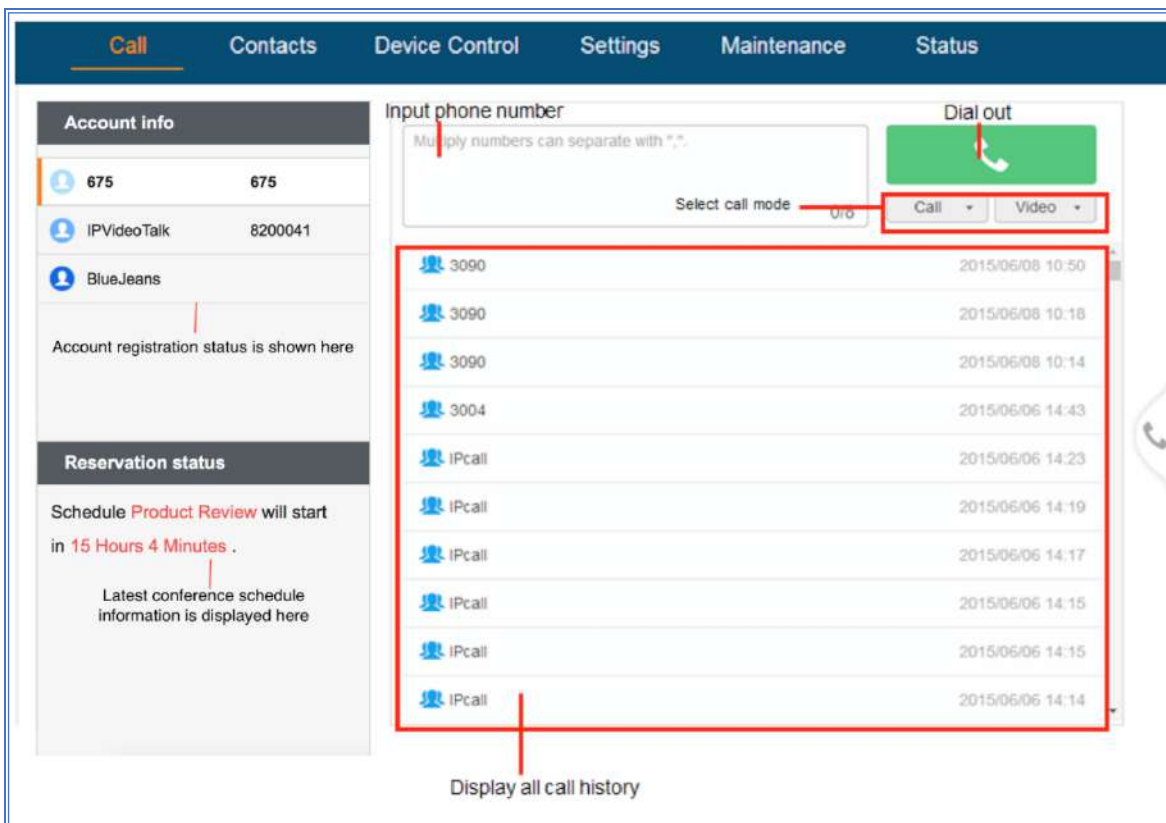 Call Contacts Device Control Settings Maintenance Status
Account info
675 675
IPVideoTalk 8200041
BlueJeans
Account registration status is shown here
Reservation status
Schedule Product Review will start
in 15 Hours 4 Minutes .
Latest conference schedule
information is displayed here
Input phone number
Multiply numbers can separate with ",".
0/8
Dial out
Select call mode
Call Video
3090 2015/06/08 10:50
3090 2015/06/08 10:18
3090 2015/06/08 10:14
3004 2015/06/06 14:43
IPcall 2015/06/06 14:23
IPcall 2015/06/06 14:19
IPcall 2015/06/06 14:17
IPcall 2015/06/06 14:15
IPcall 2015/06/06 14:15
IPcall 2015/06/06 14:14
Display all call history